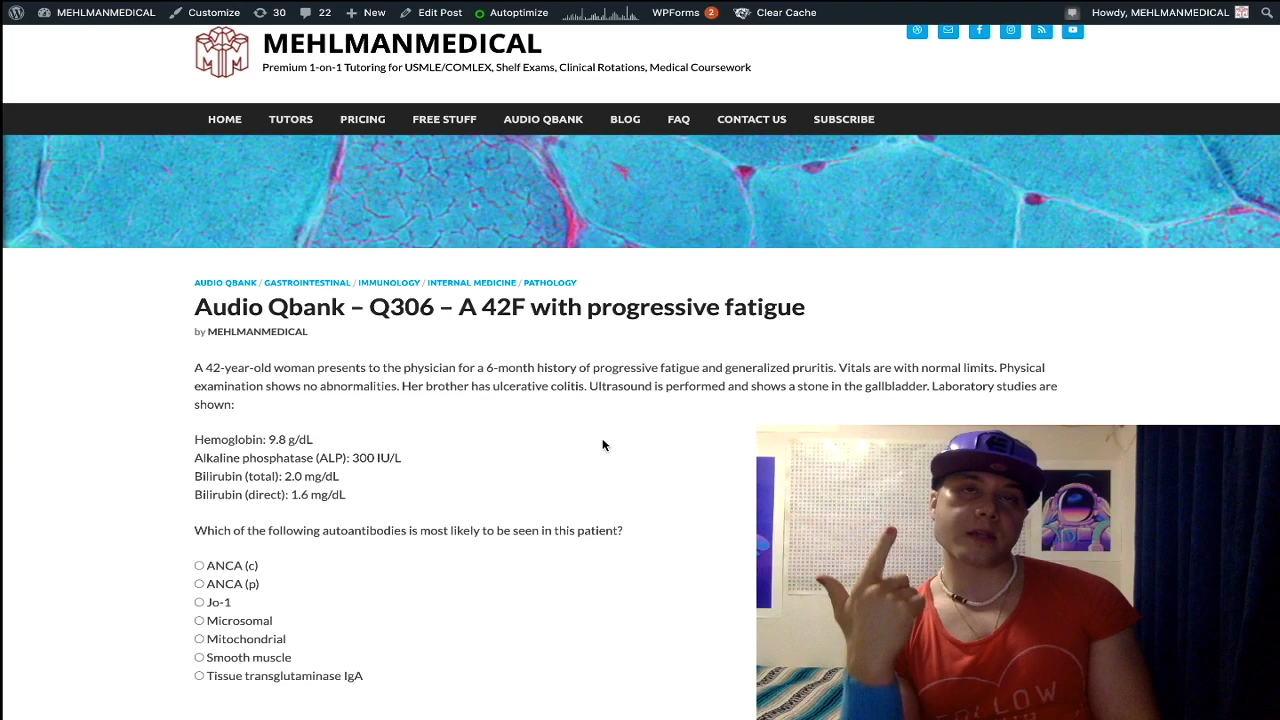 MEHLMANMEDICAL Customize 30 22 New Edit Post Autoptimize WPForms 2 Clear Cache Howdy, MEHLMANMEDICAL
MEHLMANMEDICAL
Premium 1-on-1 Tutoring for USMLE/COMLEX, Shelf Exams, Clinical Rotations, Medical Coursework
HOME TUTORS PRICING FREE STUFF AUDIO QBANK BLOG FAQ CONTACT US SUBSCRIBE
AUDIO QBANK / GASTROINTESTINAL / IMMUNOLOGY / INTERNAL MEDICINE / PATHOLOGY
Audio Qbank – Q306 – A 42F with progressive fatigue
by MEHLMANMEDICAL
A 42-year-old woman presents to the physician for a 6-month history of progressive fatigue and generalized pruritis. Vitals are with normal limits. Physical
examination shows no abnormalities. Her brother has ulcerative colitis. Ultrasound is performed and shows a stone in the gallbladder. Laboratory studies are
shown:
Hemoglobin: 9.8 g/dL
Alkaline phosphatase (ALP): 300 IU/L
Bilirubin (total): 2.0 mg/dL
Bilirubin (direct): 1.6 mg/dL
Which of the following autoantibodies is most likely to be seen in this patient?
ANCA (c)
ANCA (p)
Jo-1
Microsomal
Mitochondrial
Smooth muscle
Tissue transglutaminase IgA